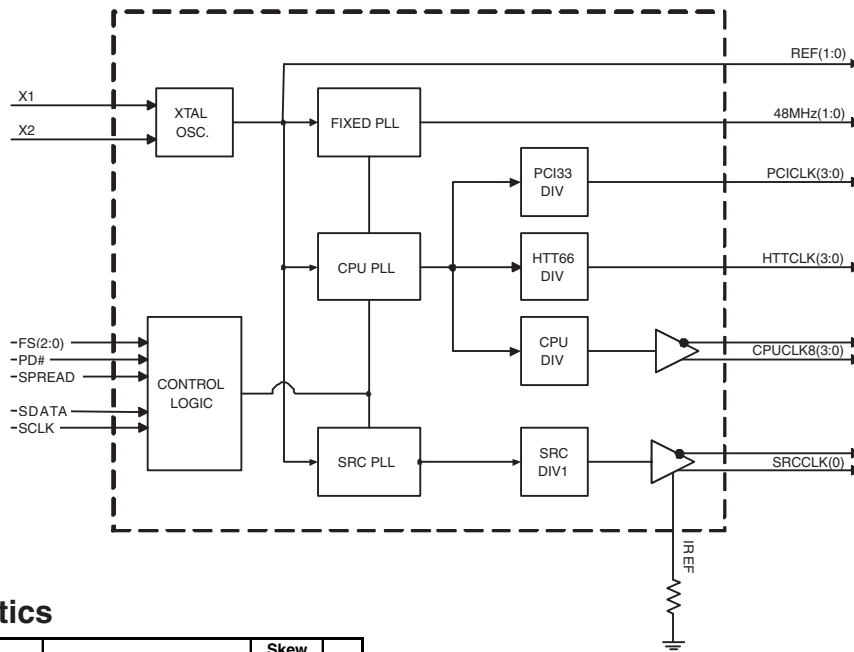 REF(1:0)
X1
XTAL
OSC.
X2
FIXED PLL
48MHz(1:0)
PCI33
DIV
PCICLK(3:0)
CPU PLL
HTT66
DIV
HTTCLK(3:0)
FS(2:0)
PD#
SPREAD
SDATA
SCLK
CONTROL
LOGIC
CPU
DIV
CPUCLK8(3:0)
SRC PLL
SRC
DIV1
SRCCLK(0)
IREF
tics
Skew